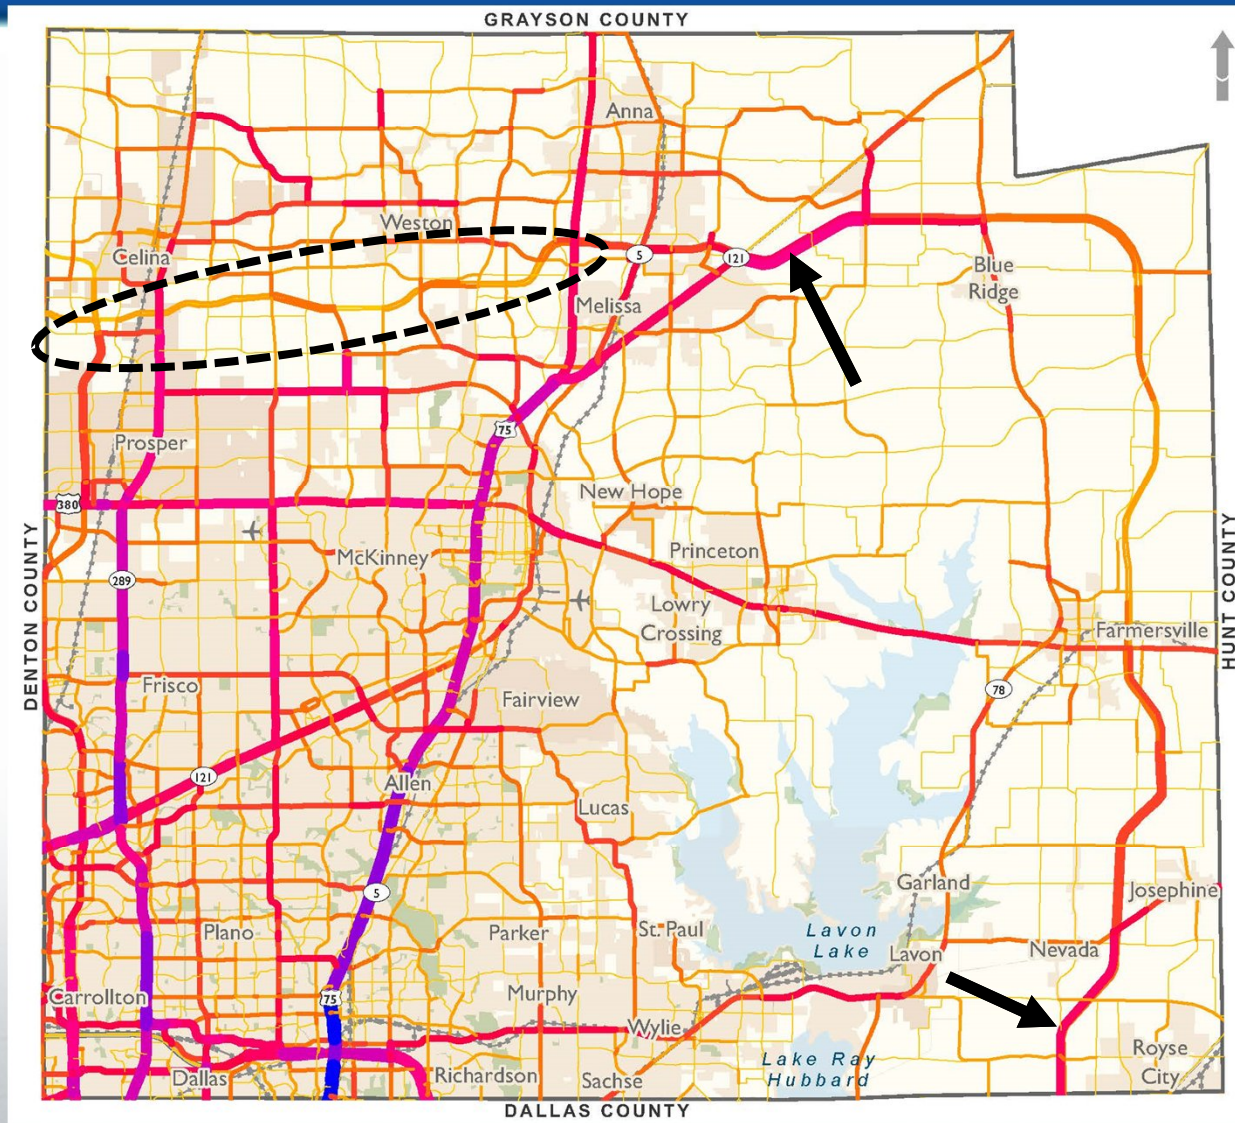 GRAYSON COUNTY
Anna
Weston
Celina
5
121
Blue
Ridge
Melissa
75
Prosper
New Hope
380
Princeton
McKinney
289
Lowry
Crossing
DENTON COUNTY
HUNT COUNTY
Farmersville
78
Frisco
Fairview
121
Allen
Lucas
5
Garland
Josephine
Plano
Parker
St. Paul
Lavon
Lake
Lavon
Nevada
Carrollton
75
Murphy
Wylie
Royse
City
Lake Ray
Hubbard
Dallas
Richardson
Sachse
DALLAS COUNTY